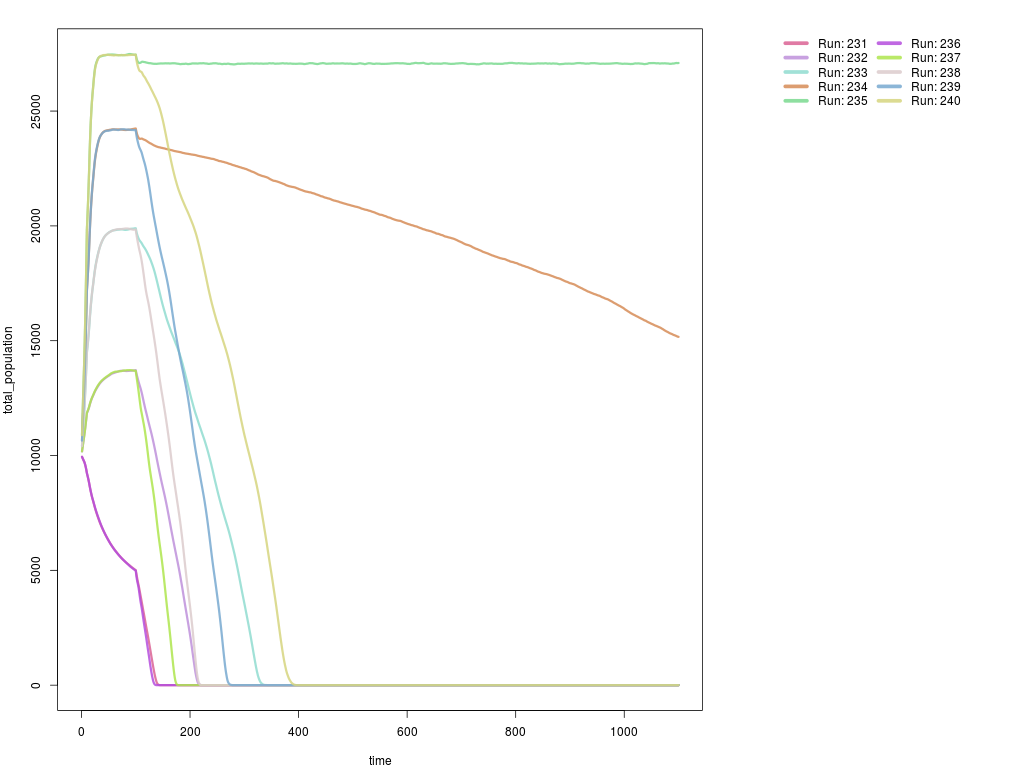 Run: 231
Run: 232
Run: 233
Run: 234
Run: 235
Run: 236
Run: 237
Run: 238
Run: 239
Run: 240
total_population
0
5000
10000
15000
20000
25000
0
200
400
600
800
1000
time